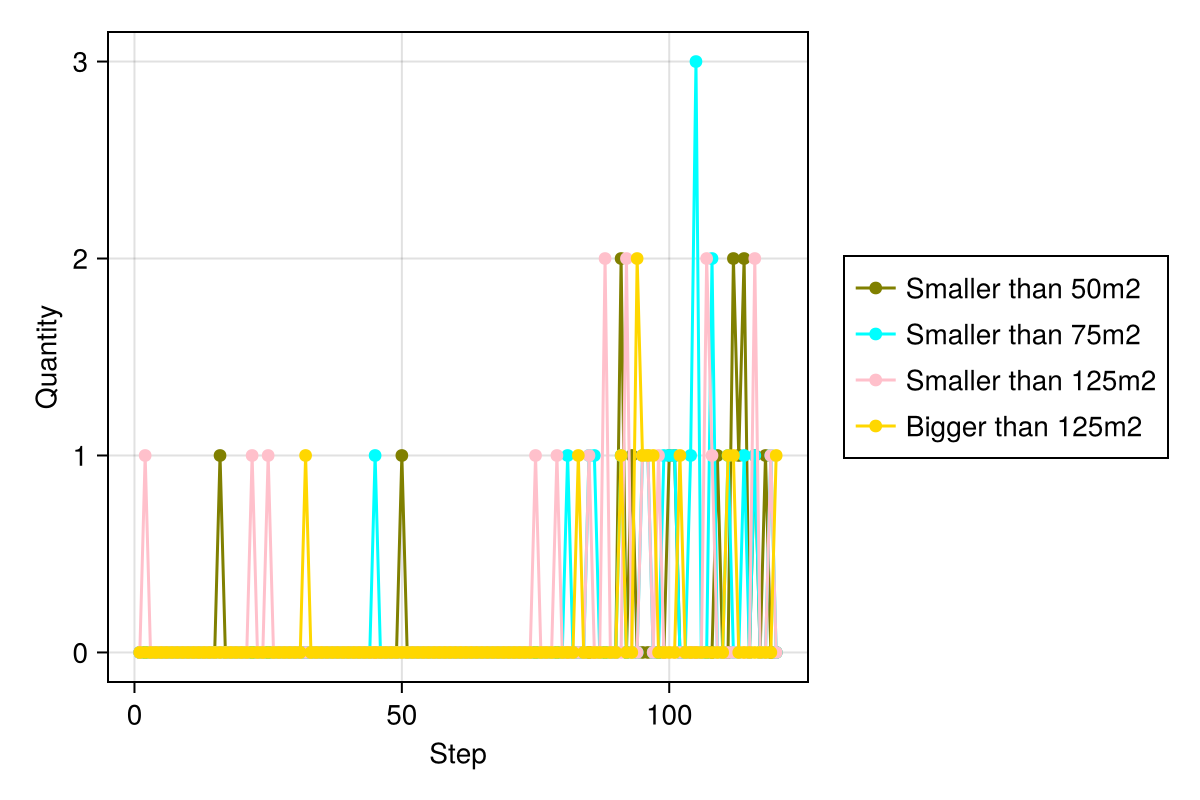 3
2
1
0
Quantity
0 50 100
Step
Smaller than 50m2
Smaller than 75m2
Smaller than 125m2
Bigger than 125m2